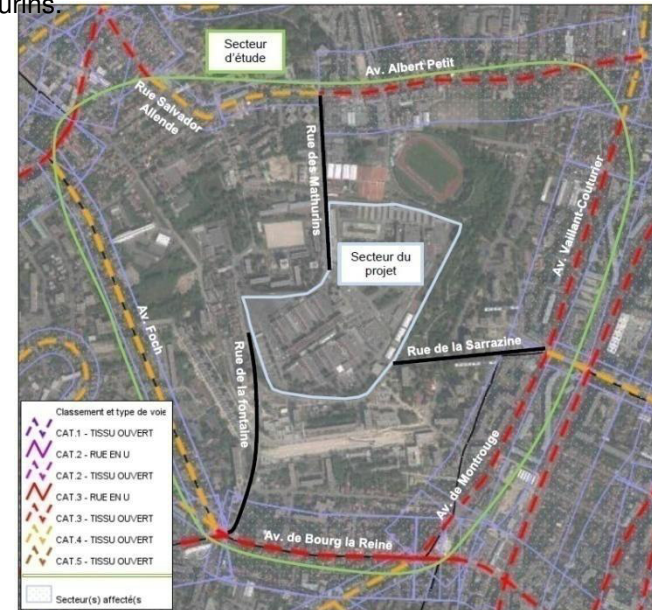 urins.
Secteur
d'étude
Av. Albert Petit
Rue Salvador
Allende
Rue des Mathurins
Av. Vaillant-Couturier
Secteur du
projet
Av. Foch
Rue de la fontaine
Rue de la Sarrazine
Av. de Montrouge
Av. de Bourg la Reine
Classement et type de voie
CAT.1 - TISSU OUVERT
CAT.2 - RUE EN U
CAT.2 - TISSU OUVERT
CAT.3 - RUE EN U
CAT.3 - TISSU OUVERT
CAT.4 - TISSU OUVERT
CAT.5 - TISSU OUVERT
Secteur(s) affecté(s